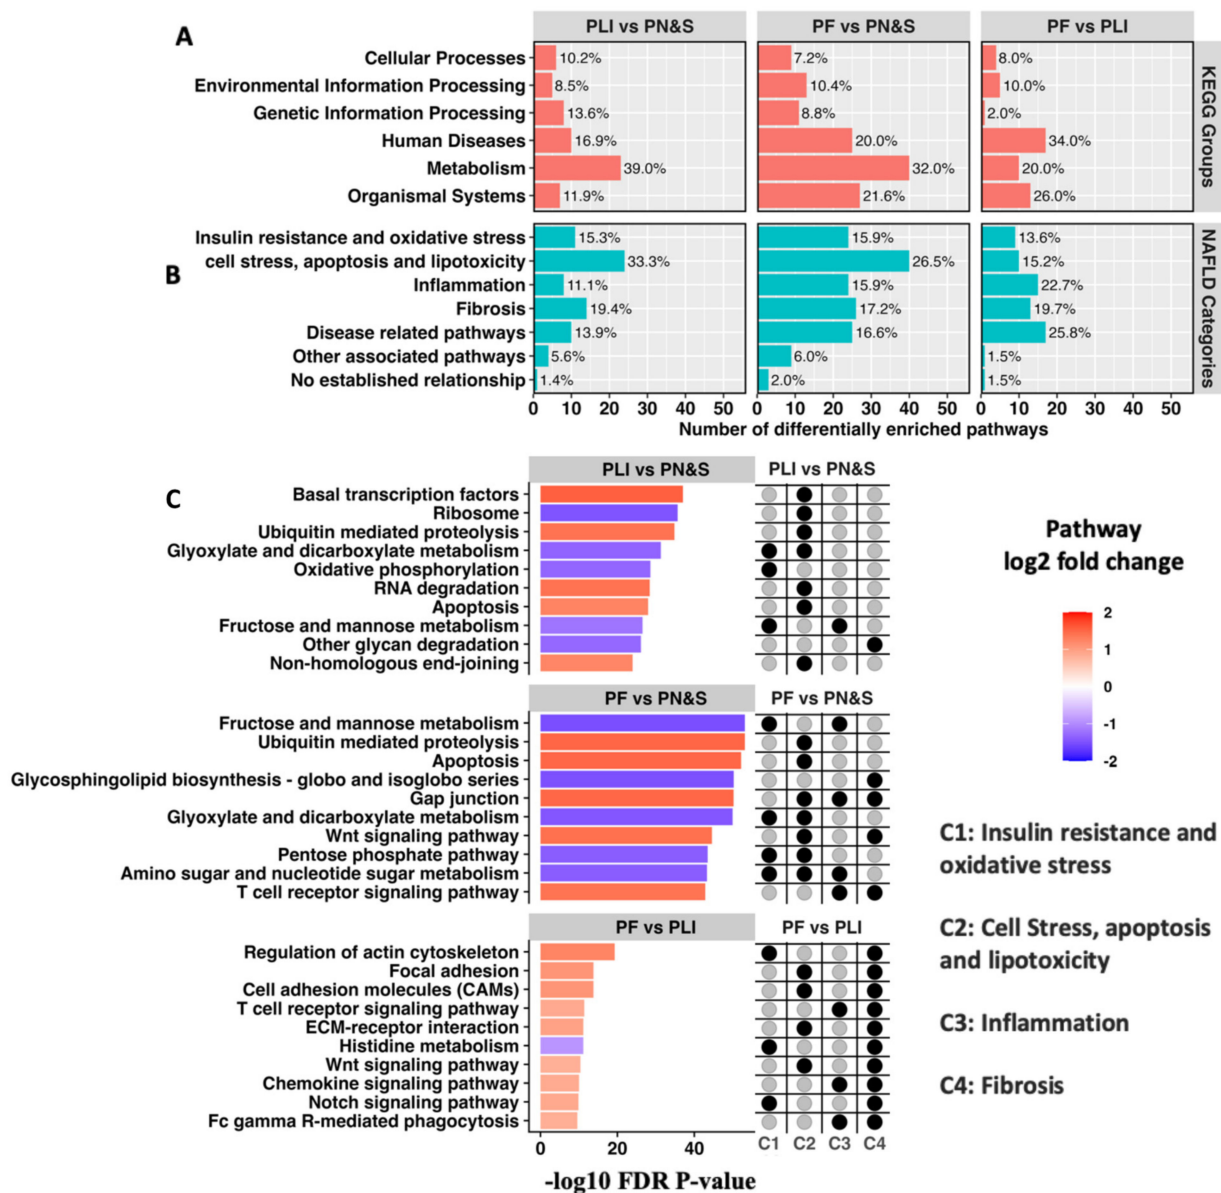 A
PLI vs PN&S
PF vs PN&S
PF vs PLI
KEGG Groups
Cellular Processes 10.2% 7.2% 8.0%
Environmental Information Processing 8.5% 10.4% 10.0%
Genetic Information Processing 13.6% 8.8% 2.0%
Human Diseases 16.9% 20.0% 34.0%
Metabolism 39.0% 32.0% 20.0%
Organismal Systems 11.9% 21.6% 26.0%
B
NAFLD Categories
Insulin resistance and oxidative stress 15.3% 15.9% 13.6%
cell stress, apoptosis and lipotoxicity 33.3% 26.5% 15.2%
Inflammation 11.1% 15.9% 22.7%
Fibrosis 19.4% 17.2% 19.7%
Disease related pathways 13.9% 16.6% 25.8%
Other associated pathways 5.6% 6.0% 1.5%
No established relationship 1.4% 2.0% 1.5%
0 10 20 30 40 50 0 10 20 30 40 50 0 10 20 30 40 50
Number of differentially enriched pathways
C
PLI vs PN&S PLI vs PN&S
Basal transcription factors
Ribosome
Ubiquitin mediated proteolysis
Glyoxylate and dicarboxylate metabolism
Oxidative phosphorylation
RNA degradation
Apoptosis
Fructose and mannose metabolism
Other glycan degradation
Non-homologous end-joining
PF vs PN&S PF vs PN&S
Fructose and mannose metabolism
Ubiquitin mediated proteolysis
Apoptosis
Glycosphingolipid biosynthesis - globo and isoglobo series
Gap junction
Glyoxylate and dicarboxylate metabolism
Wnt signaling pathway
Pentose phosphate pathway
Amino sugar and nucleotide sugar metabolism
T cell receptor signaling pathway
PF vs PLI PF vs PLI
Regulation of actin cytoskeleton
Focal adhesion
Cell adhesion molecules (CAMs)
T cell receptor signaling pathway
ECM-receptor interaction
Histidine metabolism
Wnt signaling pathway
Chemokine signaling pathway
Notch signaling pathway
Fc gamma R-mediated phagocytosis
0 20 40 C1 C2 C3 C4
-log10 FDR P-value
Pathway
log2 fold change
2
1
0
-1
-2
C1: Insulin resistance and
oxidative stress
C2: Cell Stress, apoptosis
and lipotoxicity
C3: Inflammation
C4: Fibrosis